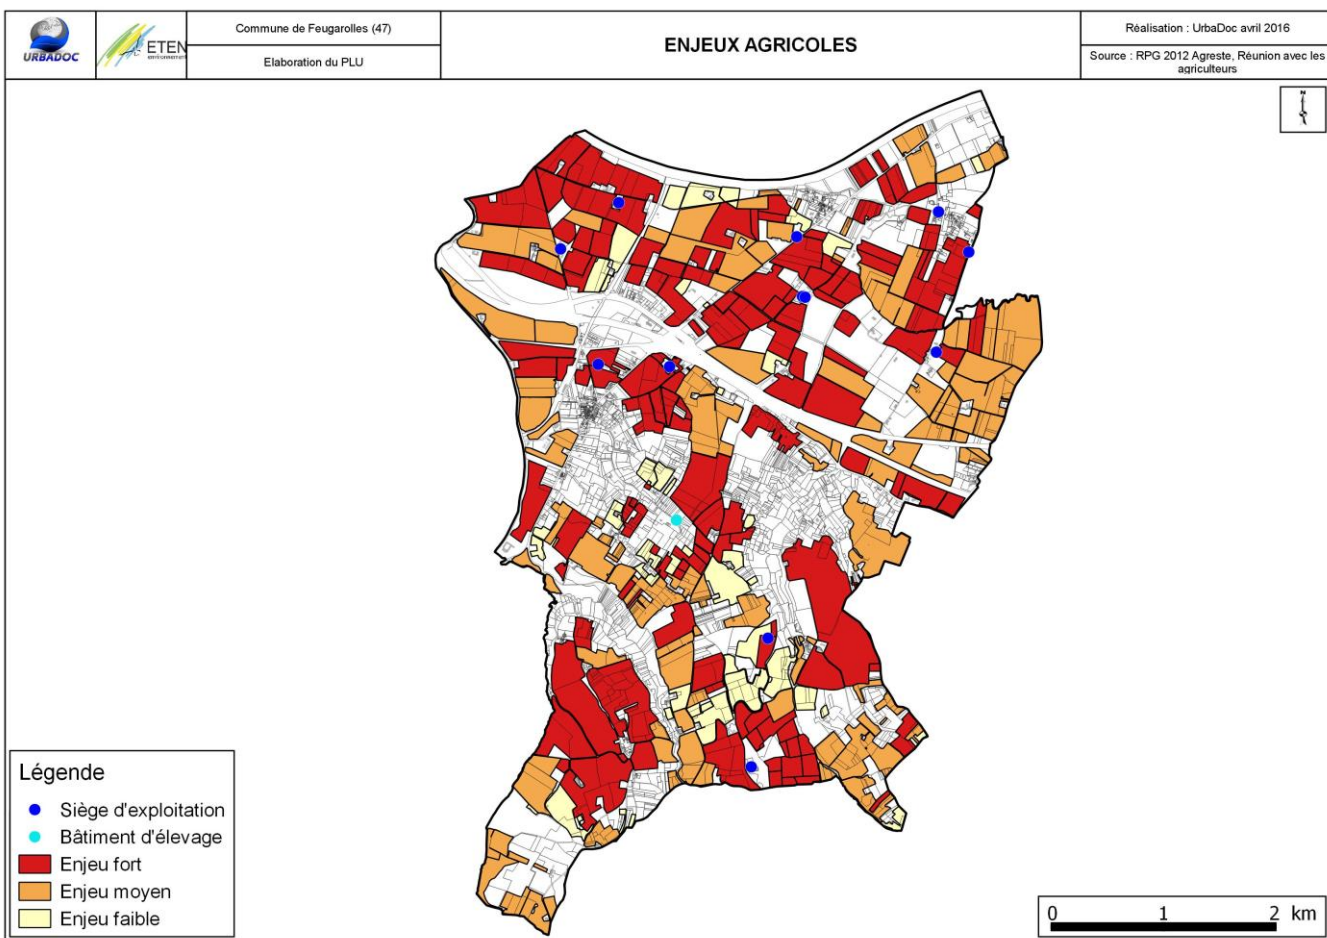 URBADOC
ETEN
environnement
Commune de Feugarolles (47)
Elaboration du PLU
ENJEUX AGRICOLES
Réalisation : UrbaDoc avril 2016
Source : RPG 2012 Agreste, Réunion avec les
agriculteurs
N
Légende
Siège d'exploitation
Bâtiment d'élevage
Enjeu fort
Enjeu moyen
Enjeu faible
0 1 2 km